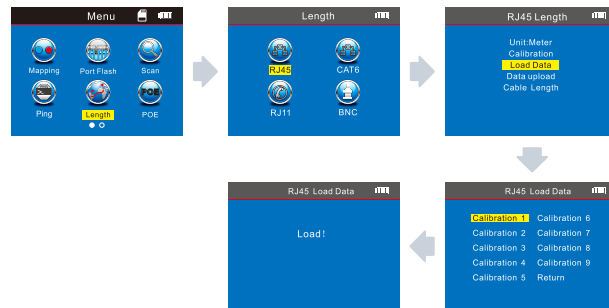 Menu
Mapping Port Flash Scan
Ping Length POE
POE
Length
RJ45 CAT6
RJ11 BNC
RJ45 Length
Unit:Meter
Calibration
Load Data
Data upload
Cable Length
RJ45 Load Data
Calibration 1 Calibration 6
Calibration 2 Calibration 7
Calibration 3 Calibration 8
Calibration 4 Calibration 9
Calibration 5 Return
RJ45 Load Data
Load!